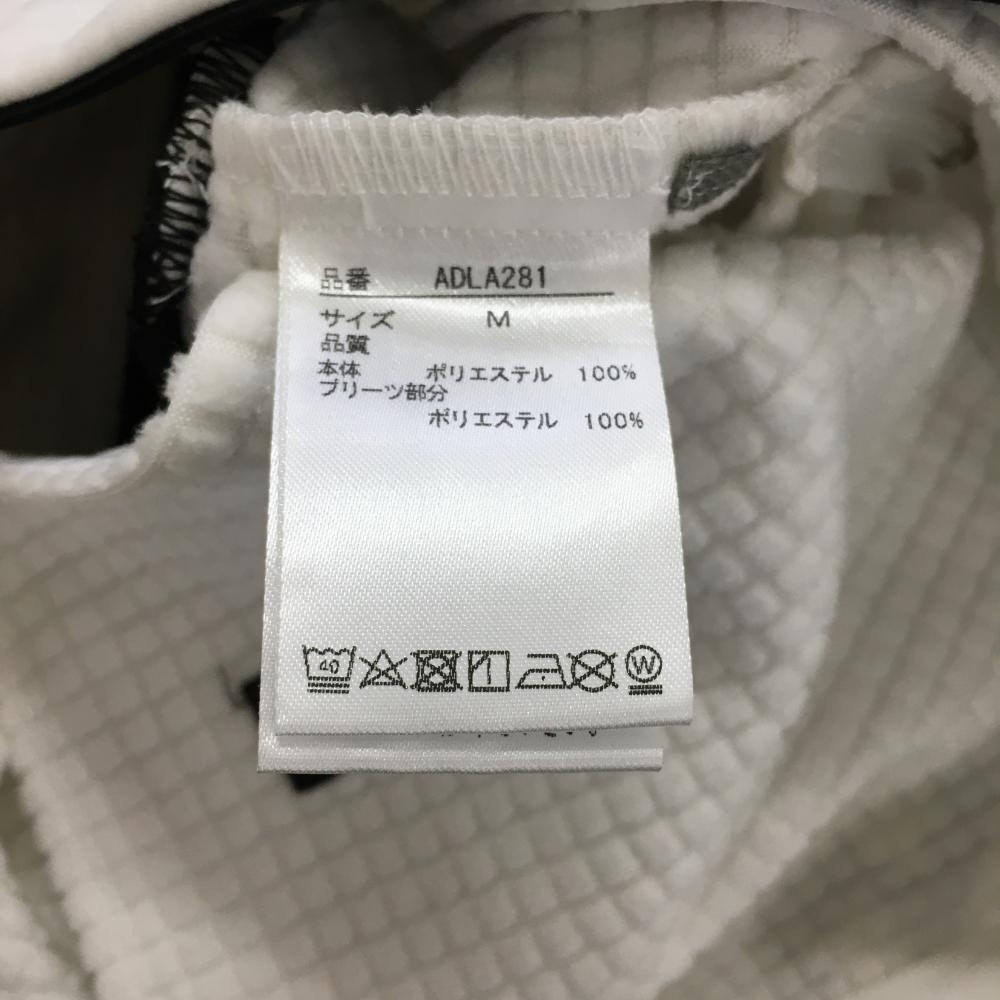 品番 ADLA281
サイズ M
品質
本体 ポリエステル 100%
プリーツ部分
ポリエステル 100%
40
W